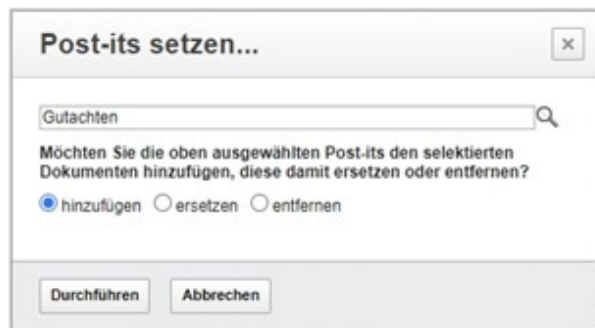 Post-its setzen...
Gutachten
Möchten Sie die oben ausgewählten Post-its den selektierten
Dokumenten hinzufügen, diese damit ersetzen oder entfernen?
hinzufügen ersetzen entfernen
Durchführen Abbrechen